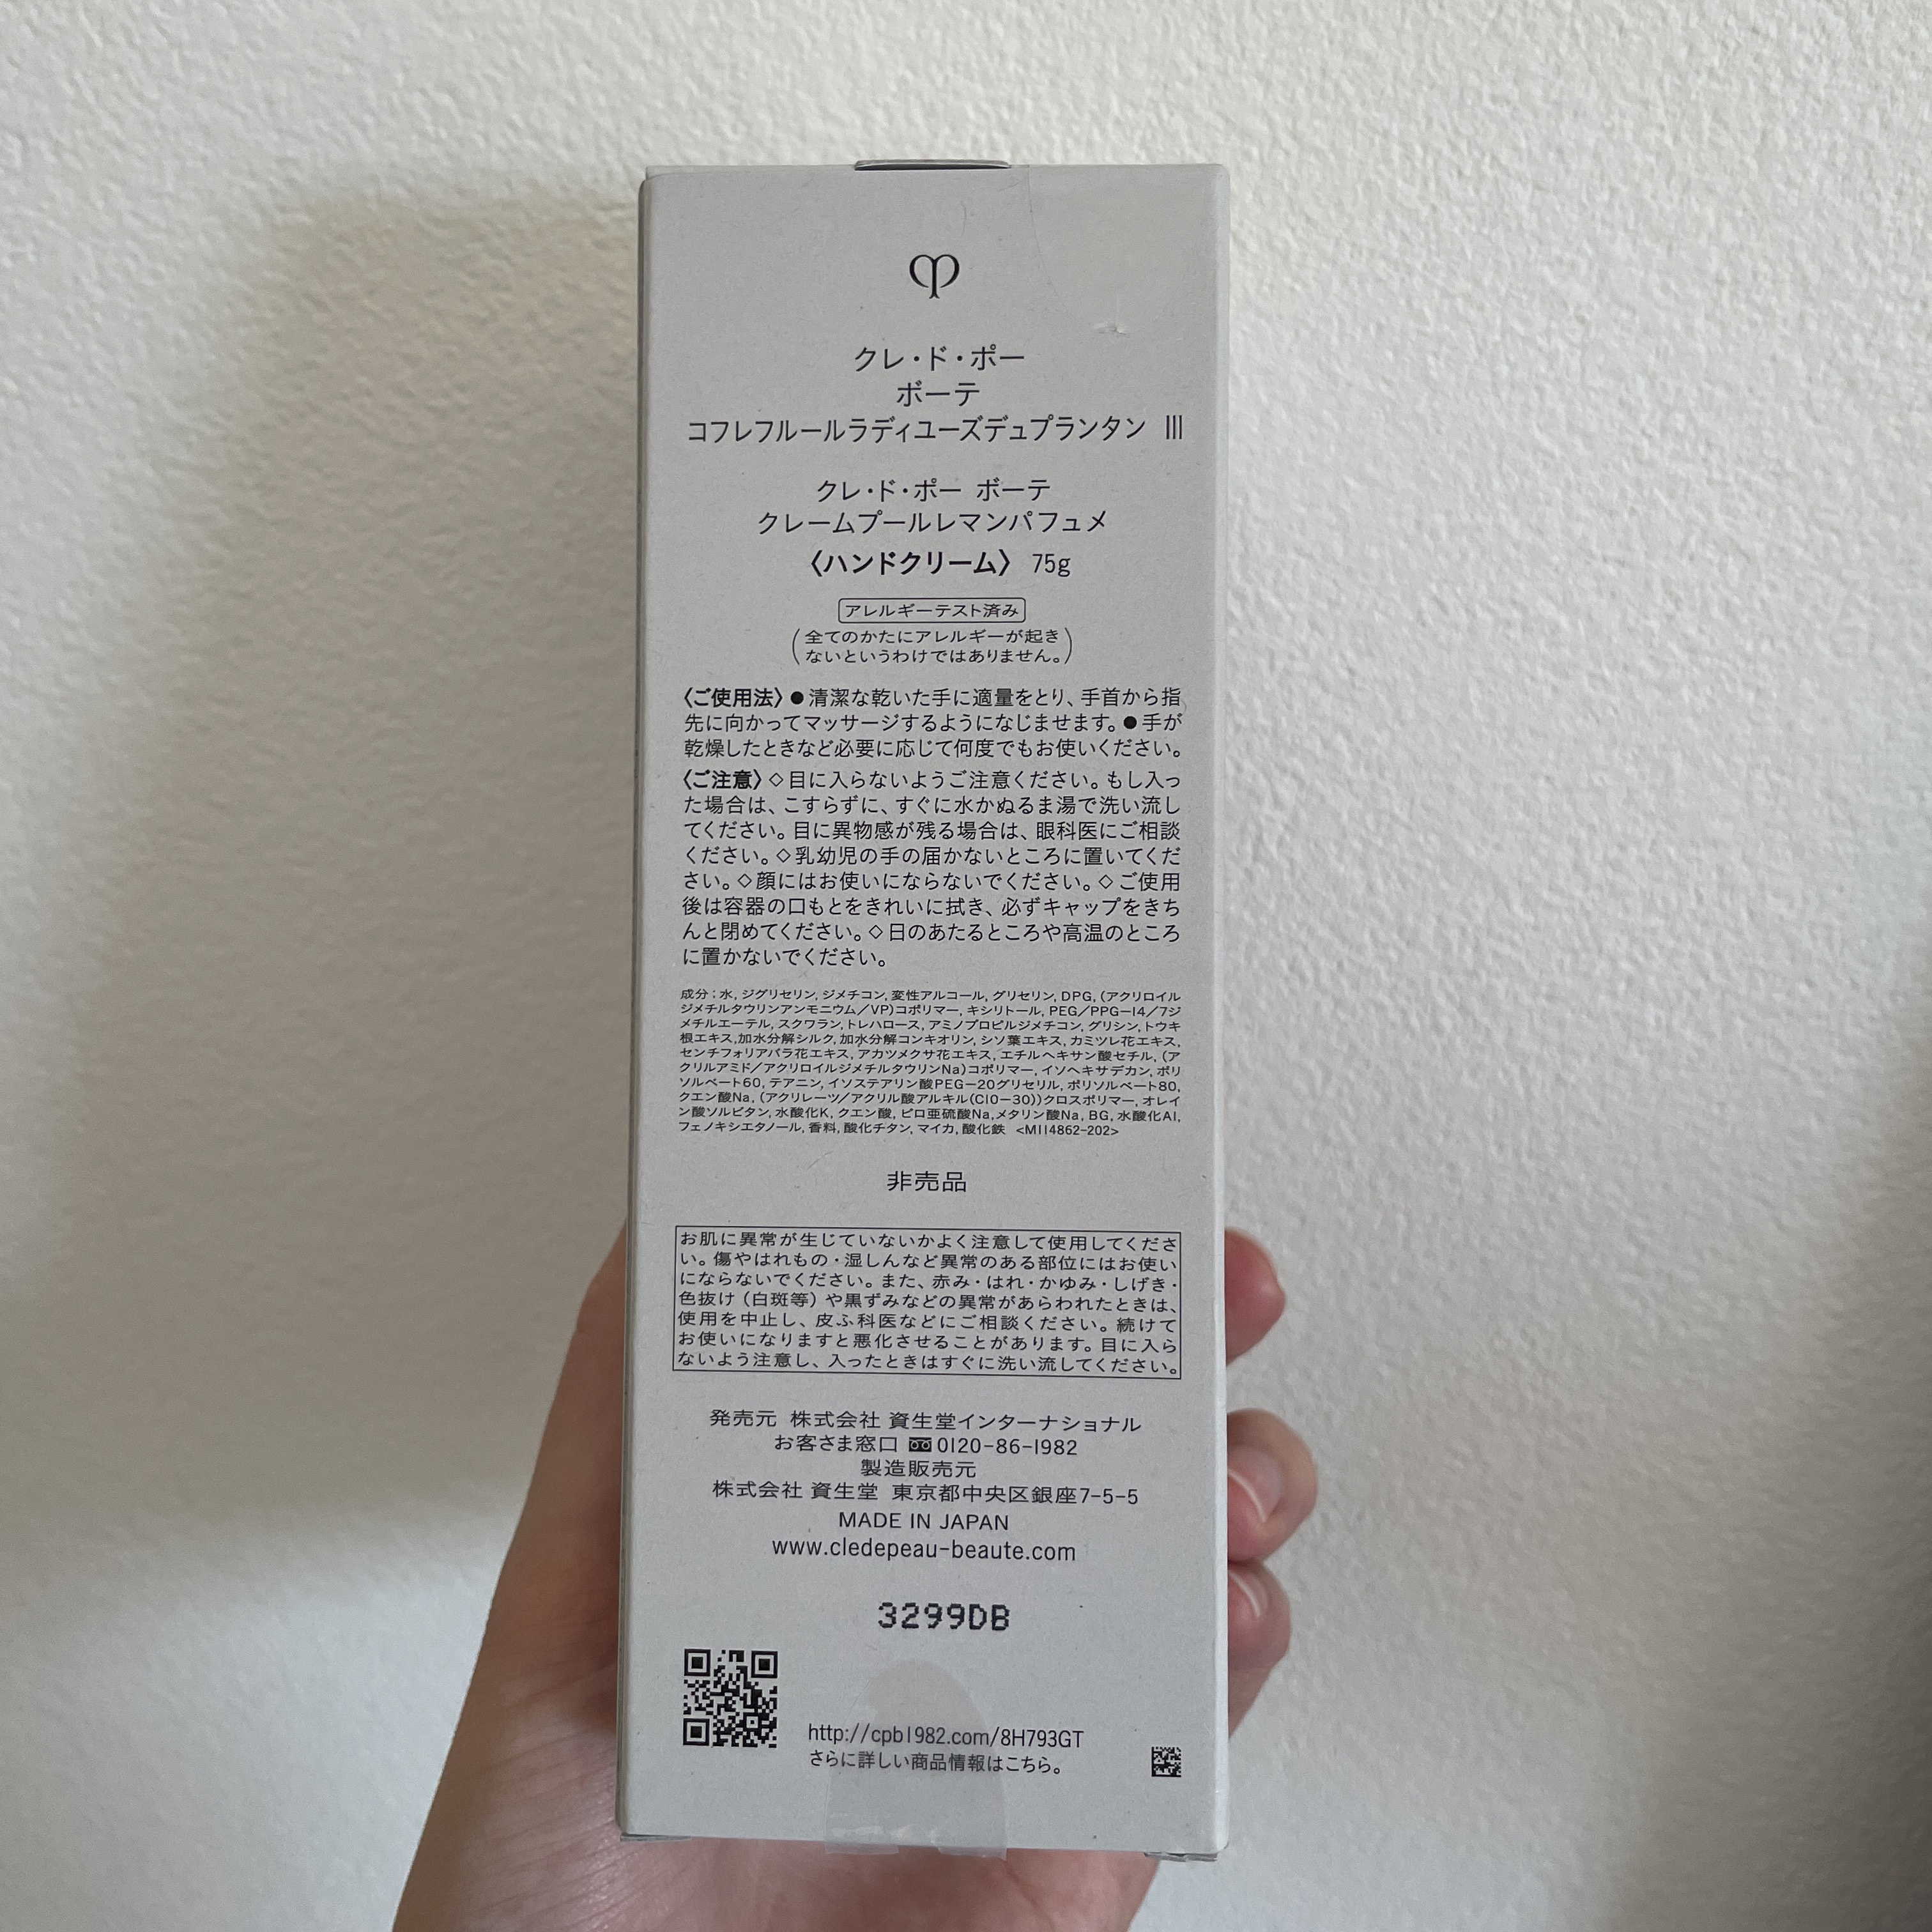 クレ・ド・ポー
ボーテ
コフレフルールラディユーズデュプランタン III
クレ・ド・ポー ボーテ
クレームプールレマンパフュメ
〈ハンドクリーム〉 75g
アレルギーテスト済み
(全てのかたにアレルギーが起き
ないというわけではありません。)
〈ご使用法〉●清潔な乾いた手に適量をとり、手首から指
先に向かってマッサージするようになじませます。●手が
乾燥したときなど必要に応じて何度でもお使いください。
〈ご注意〉◇目に入らないようご注意ください。もし入っ
た場合は、こすらずに、すぐに水かぬるま湯で洗い流し
てください。目に異物感が残る場合は、眼科医にご相談
ください。◇乳幼児の手の届かないところに置いてくだ
さい。◇顔にはお使いにならないでください。◇ご使用
後は容器の口もとをきれいに拭き、必ずキャップをきち
んと閉めてください。◇日のあたるところや高温のところ
に置かないでください。
成分:水, ジグリセリン, ジメチコン, 変性アルコール, グリセリン, DPG, (アクリロイル
ジメチルタウリンアンモニウム/VP)コポリマー, キシリトール, PEG/PPG-14/7ジ
メチルエーテル, スクワラン, トレハロース, アミノプロピルジメチコン, グリシン, トウキ
根エキス,加水分解シルク, 加水分解コンキオリン, シソ葉エキス, カミツレ花エキス,
センチフォリアバラ花エキス, アカツメクサ花エキス, エチルヘキサン酸セチル, (ア
クリルアミド/アクリロイルジメチルタウリンNa)コポリマー, イソヘキサデカン, ポリ
ソルベート60, テアニン, イソステアリン酸PEG-20グリセリル, ポリソルベート80,
クエン酸Na, (アクリレーツ/アクリル酸アルキル(C10-30))クロスポリマー, オレイ
ン酸ソルビタン, 水酸化K, クエン酸, ピロ亜硫酸Na,メタリン酸Na, BG, 水酸化Al,
フェノキシエタノール, 香料, 酸化チタン, マイカ, 酸化鉄 <M114862-202>
非売品
お肌に異常が生じていないかよく注意して使用してくださ
い。傷やはれもの・湿しんなど異常のある部位にはお使い
にならないでください。また、赤み・はれ・かゆみ・しげき・
色抜け(白斑等)や黒ずみなどの異常があらわれたときは、
使用を中止し、皮ふ科医などにご相談ください。続けて
お使いになりますと悪化させることがあります。目に入ら
ないよう注意し、入ったときはすぐに洗い流してください。
発売元 株式会社 資生堂インターナショナル
お客さま窓口 0120-86-1982
製造販売元
株式会社 資生堂 東京都中央区銀座7-5-5
MADE IN JAPAN
www.cledepeau-beaute.com
3299DB
http://cpb1982.com/8H793GT
さらに詳しい商品情報はこちら。